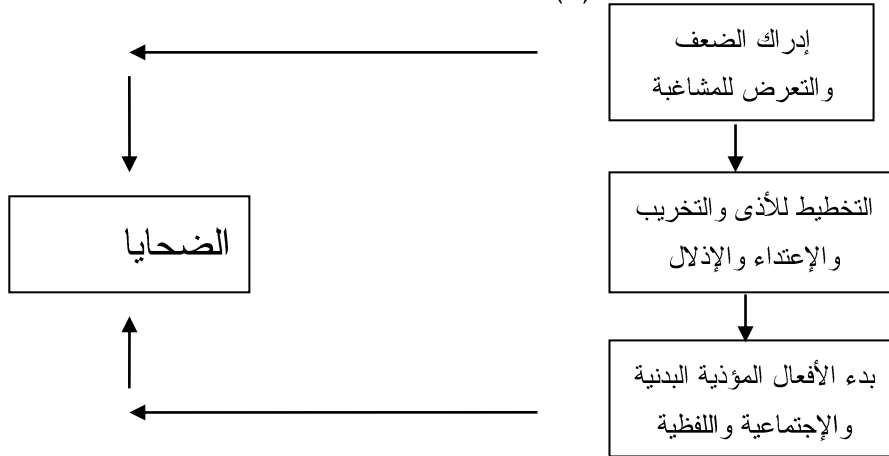 إدراك الضعف
والتعرض للمشاغبة
التخطيط للأذى والتخريب
والإعتداء والإذلال
الضحايا
بدء الأفعال المؤذية البدنية
والإجتماعية واللفظية